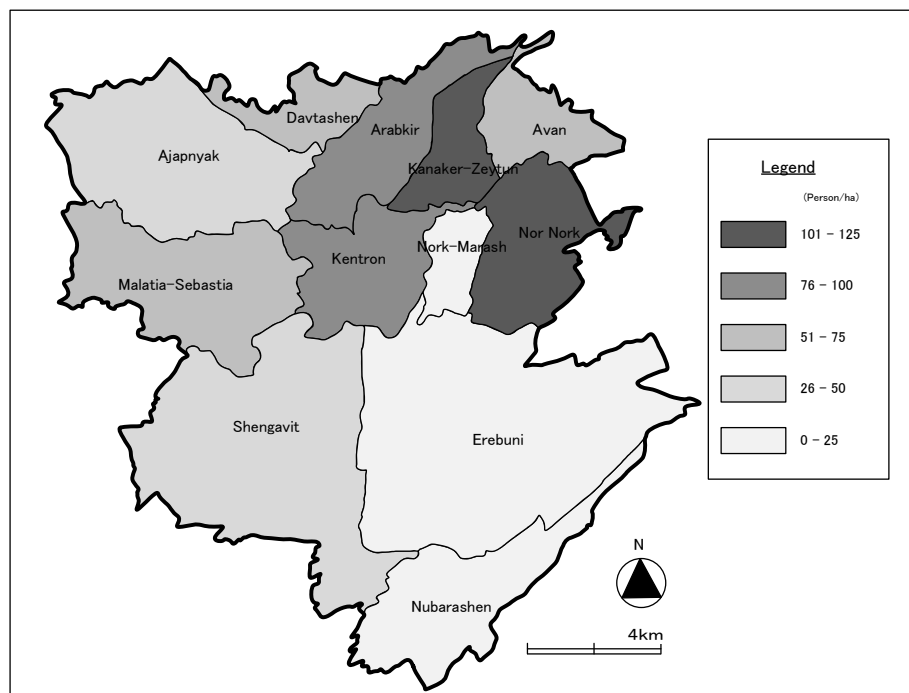 Davtashen
Arabkir
Avan
Ajapnyak
Kanaker-Zeytun
Nor Nork
Nork-Marash
Kentron
Malatia-Sebastia
Shengavit
Erebuni
Nubarashen
Legend
(Person/ha)
101 - 125
76 - 100
51 - 75
26 - 50
0 - 25
N
4km